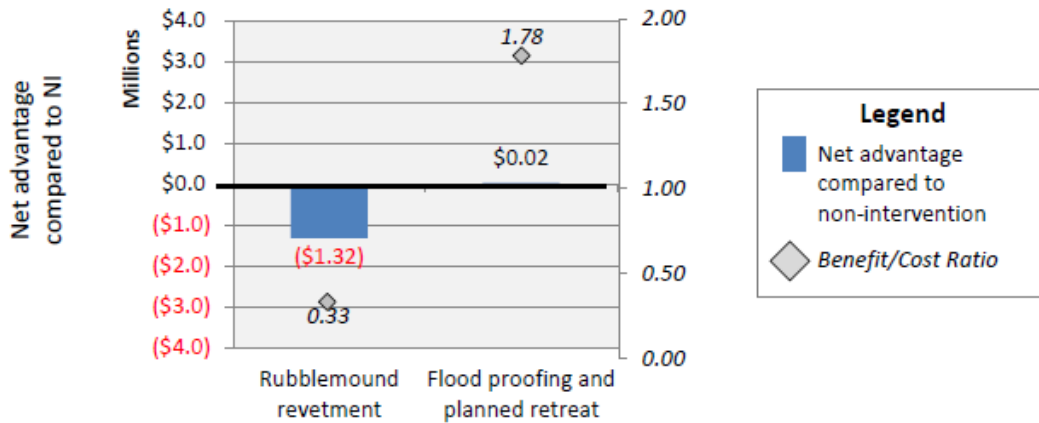 Net advantage
compared to NI
Millions
$4.0
$3.0
$2.0
$1.0
$0.0
($1.0)
($2.0)
($3.0)
($4.0)
1.78
$0.02
($1.32)
0.33
2.00
1.50
1.00
0.50
0.00
Rubblemound
revetment
Flood proofing and
planned retreat
Legend
Net advantage
compared to
non-intervention
Benefit/Cost Ratio